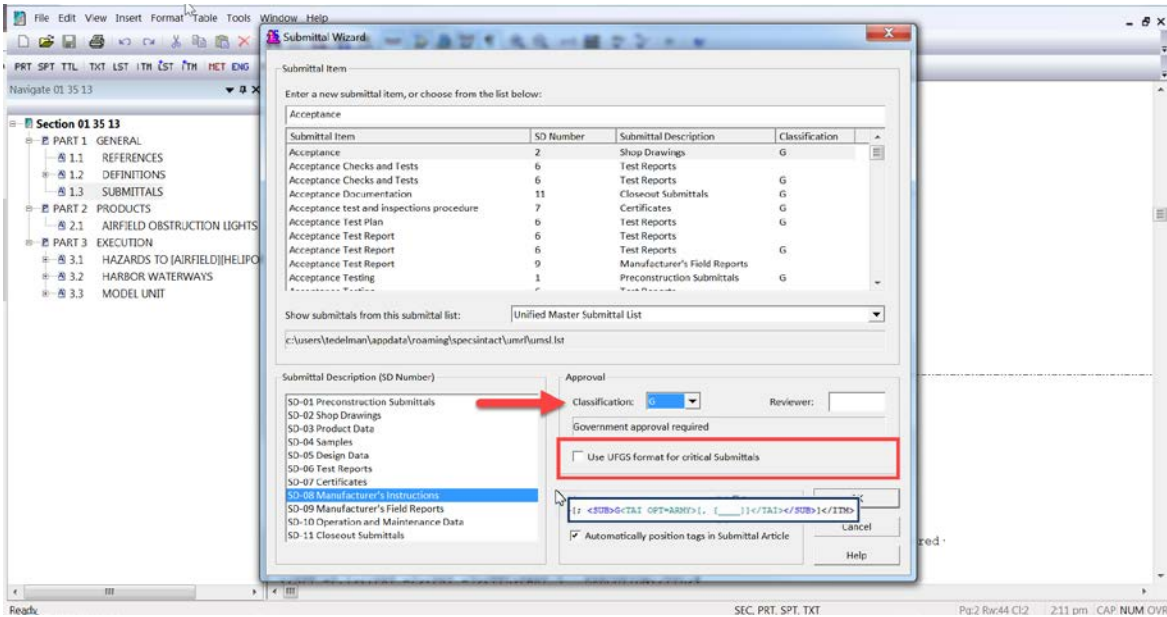 File Edit View Insert Format Table Tools Window Help
PRT SPT TTL TXT LST ITM LST ITM MET ENG
Navigate 01 35 13
Section 01 35 13
PART 1 GENERAL
1.1 REFERENCES
1.2 DEFINITIONS
1.3 SUBMITTALS
PART 2 PRODUCTS
2.1 AIRFIELD OBSTRUCTION LIGHTS
PART 3 EXECUTION
3.1 HAZARDS TO [AIRFIELD][HELIPO
3.2 HARBOR WATERWAYS
3.3 MODEL UNIT
Submittal Wizard
Submittal Item
Enter a new submittal item, or choose from the list below:
Acceptance
Submittal Item SD Number Submittal Description Classification
Acceptance 2 Shop Drawings G
Acceptance Checks and Tests 6 Test Reports
Acceptance Checks and Tests 6 Test Reports G
Acceptance Documentation 11 Closeout Submittals G
Acceptance test and inspections procedure 7 Certificates G
Acceptance Test Plan 6 Test Reports G
Acceptance Test Report 6 Test Reports
Acceptance Test Report 6 Test Reports G
Acceptance Test Report 9 Manufacturer's Field Reports
Acceptance Testing 1 Preconstruction Submittals G
Show submittals from this submittal list: Unified Master Submittal List
c:\users\tedelman\appdata\roaming\specsintact\umrl\umsl.lst
Submittal Description (SD Number)
SD-01 Preconstruction Submittals
SD-02 Shop Drawings
SD-03 Product Data
SD-04 Samples
SD-05 Design Data
SD-06 Test Reports
SD-07 Certificates
SD-08 Manufacturer's Instructions
SD-09 Manufacturer's Field Reports
SD-10 Operation and Maintenance Data
SD-11 Closeout Submittals
Approval
Classification: G Reviewer:
Government approval required
Use UFGS format for critical Submittals
[; <SUB>G<TAI OPT=ARMY>[, [____]]</TAI></SUB>]</ITM>
Automatically position tags in Submittal Article
Cancel
Help
red
Ready
SEC, PRT, SPT, TXT Pg:2 Rw:44 Cl:2 2:11 pm CAP NUM OVR